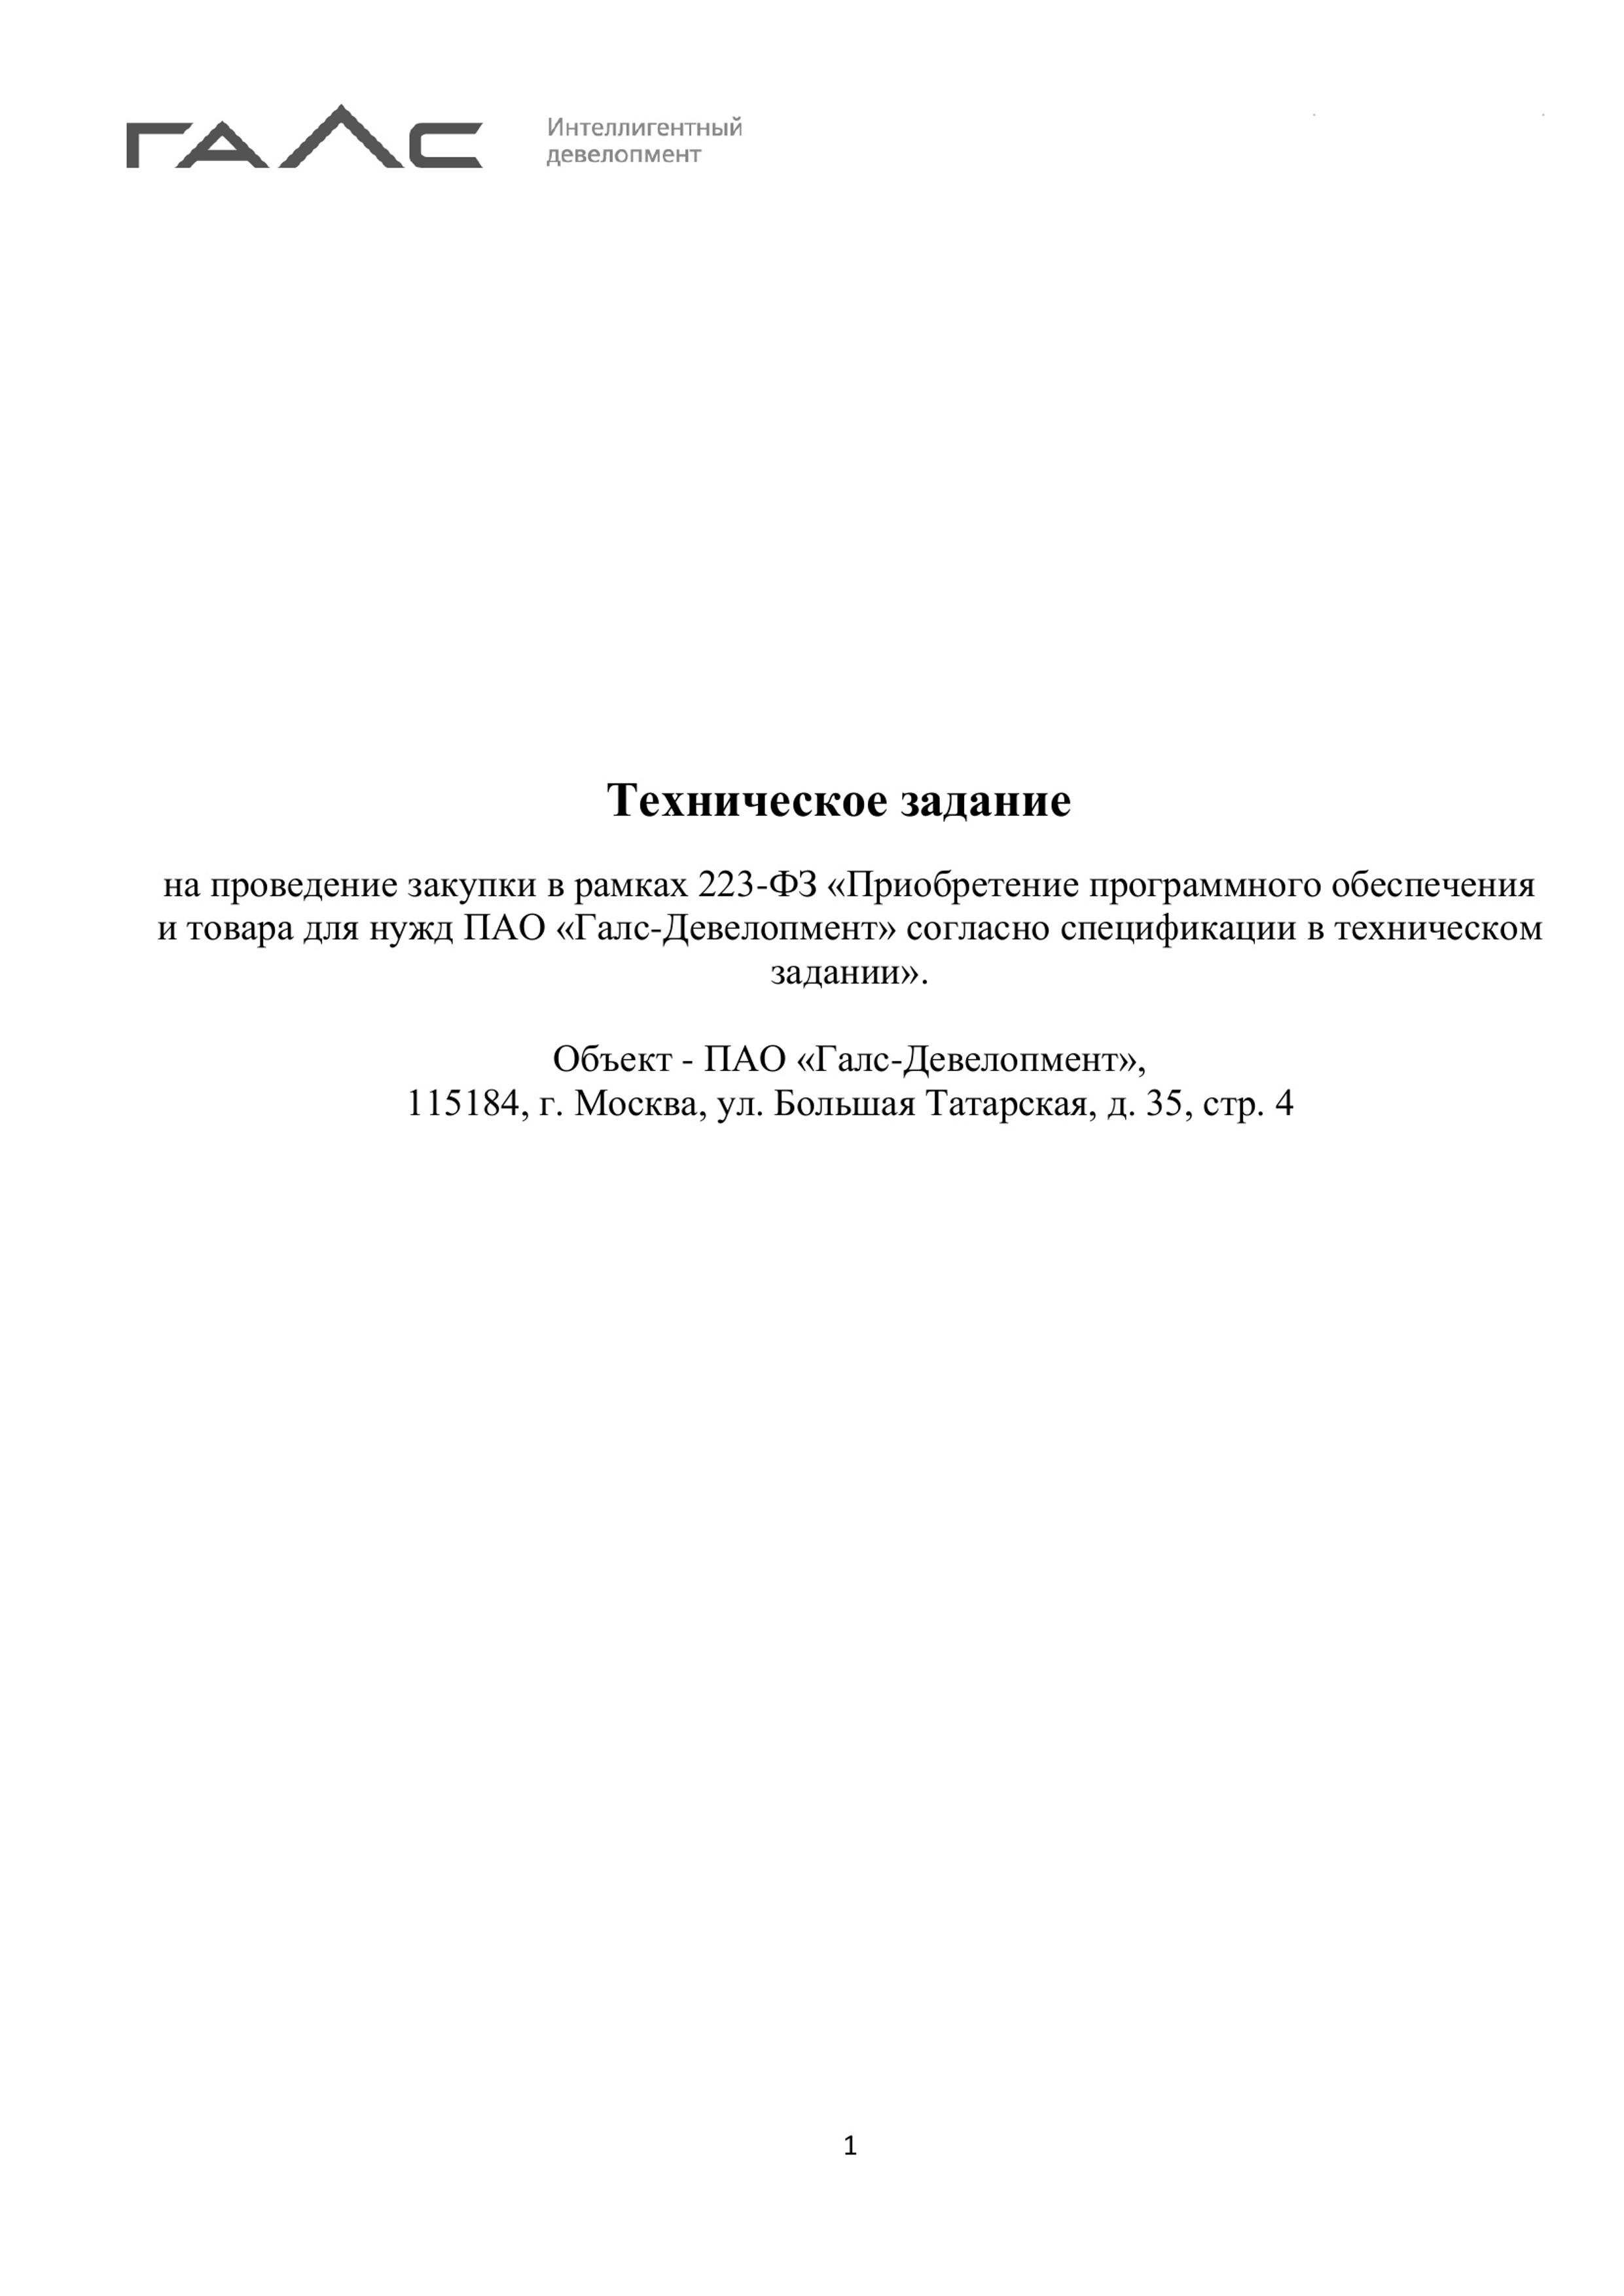 ГАЛС
Интеллигентный
девелопмент
Техническое задание
на проведение закупки в рамках 223-ФЗ «Приобретение программного обеспечения
и товара для нужд ПАО «Галс-Девелопмент» согласно спецификации в техническом
задании».
Объект - ПАО «Галс-Девелопмент»,
115184, г. Москва, ул. Большая Татарская, д. 35, стр. 4
1